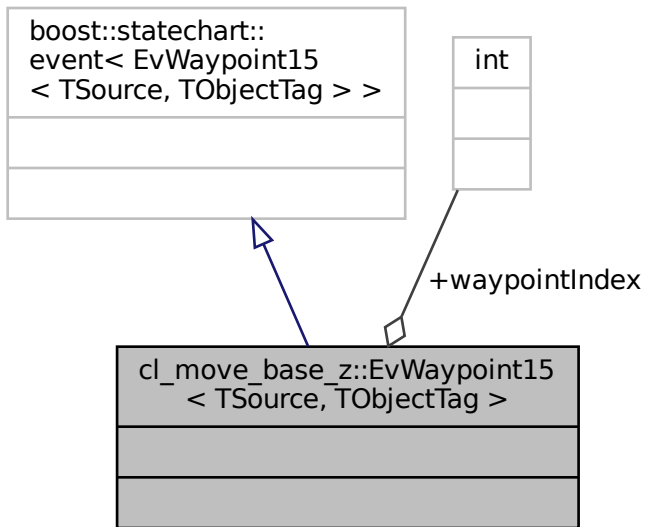 boost::statechart::
event< EvWaypoint15
< TSource, TObjectTag > >
int
+waypointIndex
cl_move_base_z::EvWaypoint15
< TSource, TObjectTag >